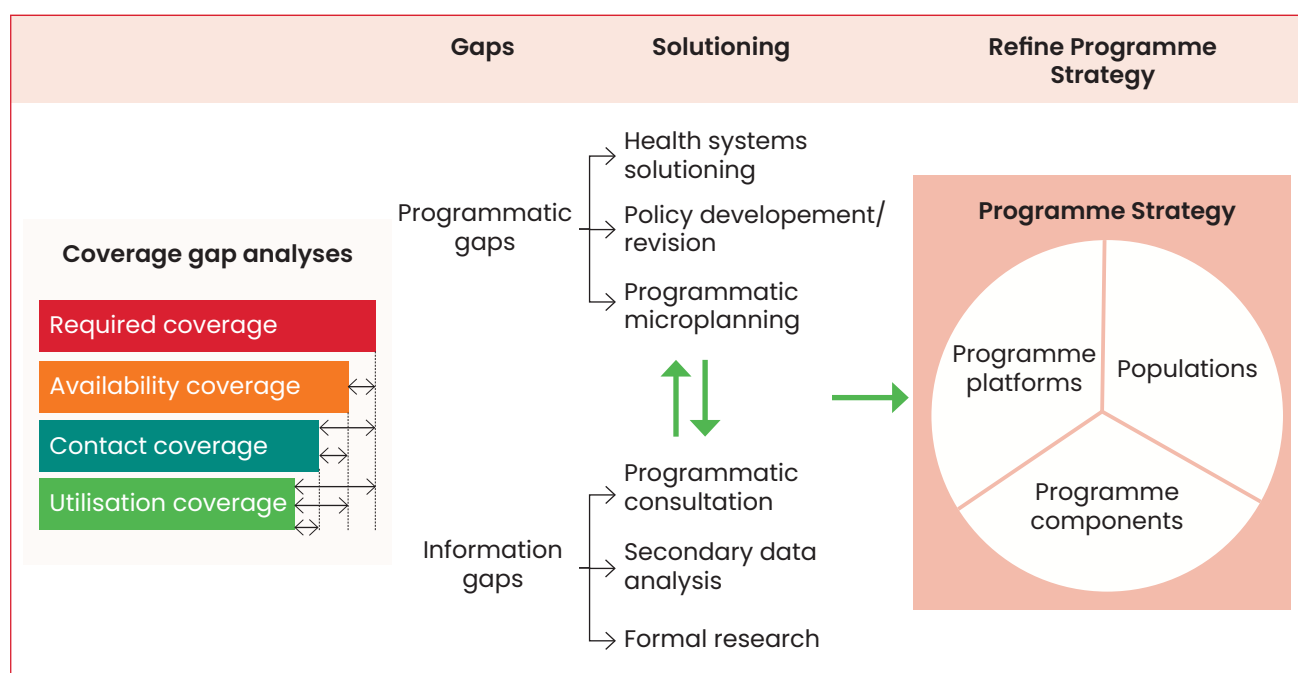 Gaps
Solutioning
Refine Programme
Strategy
Coverage gap analyses
Required coverage
Availability coverage
Contact coverage
Utilisation coverage
Programmatic
gaps
Health systems
solutioning
Policy developement/
revision
Programmatic
microplanning
Information
gaps
Programmatic
consultation
Secondary data
analysis
Formal research
Programme Strategy
Programme
platforms
Populations
Programme
components